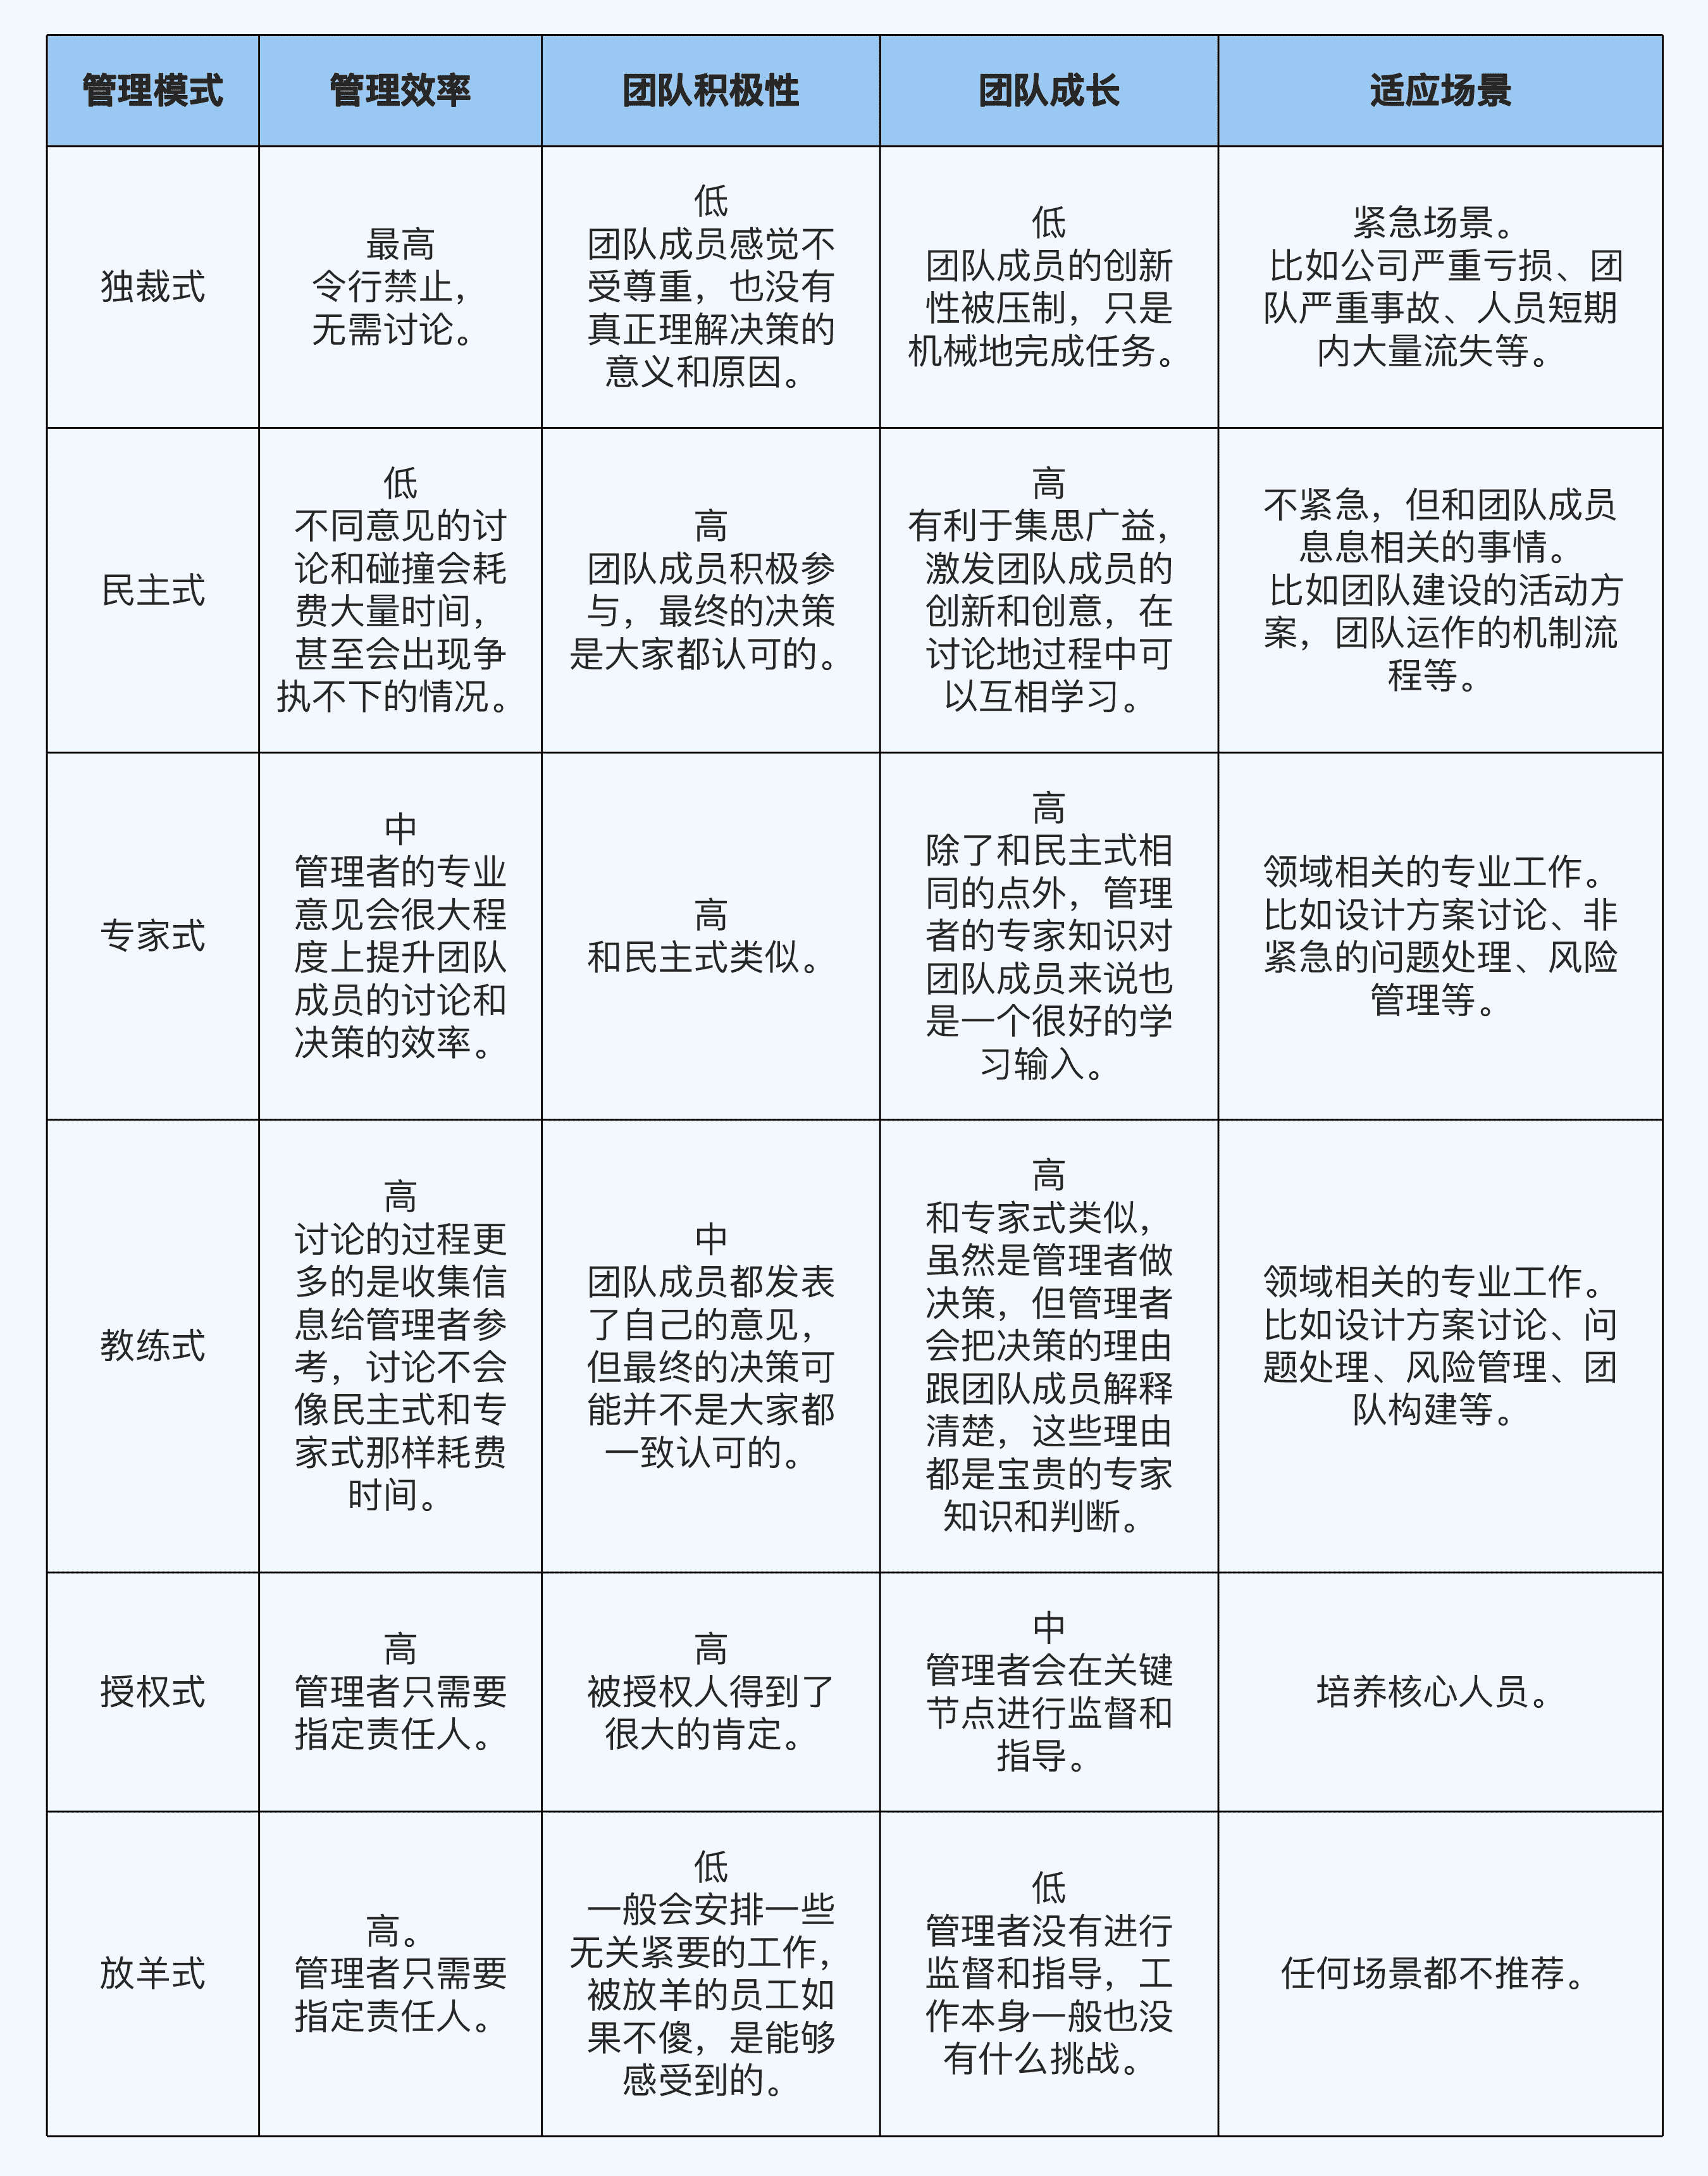 管理模式
管理效率
团队积极性
团队成长
适应场景
独裁式
最高
令行禁止，
无需讨论。
低
团队成员感觉不
受尊重，也没有
真正理解决策的
意义和原因。
低
团队成员的创新
性被压制，只是
机械地完成任务。
紧急场景。
比如公司严重亏损、团
队严重事故、人员短期
内大量流失等。
民主式
低
不同意见的讨
论和碰撞会耗
费大量时间，
甚至会出现争
执不下的情况。
高
团队成员积极参
与，最终的决策
是大家都认可的。
高
有利于集思广益，
激发团队成员的
创新和创意，在
讨论地过程中可
以互相学习。
不紧急，但和团队成员
息息相关的事情。
比如团队建设的活动方
案，团队运作的机制流
程等。
专家式
中
管理者的专业
意见会很大程
度上提升团队
成员的讨论和
决策的效率。
高
和民主式类似。
高
除了和民主式相
同的点外，管理
者的专家知识对
团队成员来说也
是一个很好的学
习输入。
领域相关的专业工作。
比如设计方案讨论、非
紧急的问题处理、风险
管理等。
教练式
高
讨论的过程更
多的是收集信
息给管理者参
考，讨论不会
像民主式和专
家式那样耗费
时间。
中
团队成员都发表
了自己的意见，
但最终的决策可
能并不是大家都
一致认可的。
高
和专家式类似，
虽然是管理者做
决策，但管理者
会把决策的理由
跟团队成员解释
清楚，这些理由
都是宝贵的专家
知识和判断。
领域相关的专业工作。
比如设计方案讨论、问
题处理、风险管理、团
队构建等。
授权式
高
管理者只需要
指定责任人。
高
被授权人得到了
很大的肯定。
中
管理者会在关键
节点进行监督和
指导。
培养核心人员。
放羊式
高。
管理者只需要
指定责任人。
低
一般会安排一些
无关紧要的工作，
被放羊的员工如
果不傻，是能够
感受到的。
低
管理者没有进行
监督和指导，工
作本身一般也没
有什么挑战。
任何场景都不推荐。